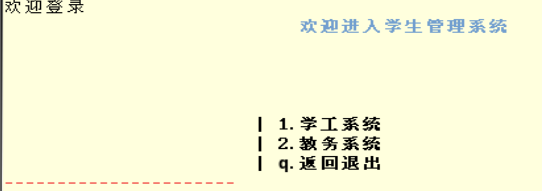 欢迎登录
欢迎进入学生管理系统
| 1.学工系统
| 2.教务系统
| q.返回退出
----------------------